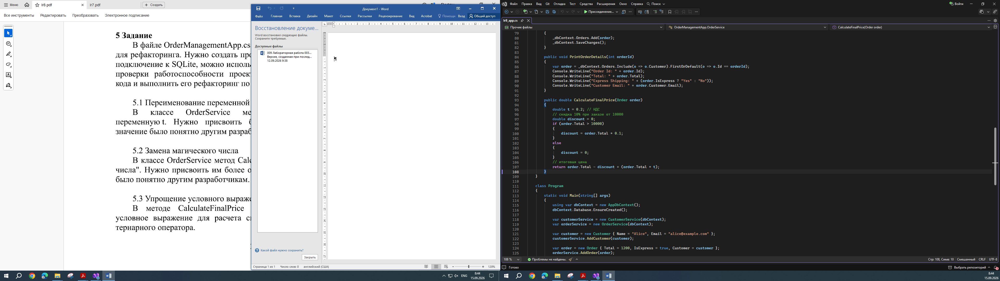 Меню
lr8.pdf
lr7.pdf
Создать
Все инструменты
Редактировать
Преобразовать
Электронное подписание
5 Задание
В файле OrderManagementApp.cs
для рефакторинга. Нужно создать про
подключение к SQLite, можно исполь
проверки работоспособности проект
кода и выполнить его рефакторинг по
5.1 Переименование переменной
В классе OrderService ме
переменную t. Нужно присвоить б
значение было понятно другим разраб
5.2 Замена магического числа
В классе OrderService метод Calc
числа". Нужно присвоить им более о
было понятно другим разработчикам.
5.3 Упрощение условного выраже
В методе CalculateFinalPrice
условное выражение для расчета ск
тернарного оператора.
Документ1 - Word
Файл
Главная
Вставка
Дизайн
Макет
Ссылки
Рассылки
Рецензирование
Вид
Acrobat
Помощн
Вход
Общий доступ
Восстановление докуме...
Word восстановил следующие файлы.
Сохраните требуемые.
Доступные файлы
009 Лабораторная работа 003...
Версия, созданная при послед...
12.09.2026 9:38
Какой файл нужно сохранить?
Закрыть
Страница 1 из 1
Число слов: 0
английский (США)
120%
ENG
8:44
15.09.2026
Файл
Правка
Вид
Git
Отладка
Тест
Средства
Расширения
Окно
Справка
Поиск
Войти
Присоединение...
lr8_app.cs
Прочие файлы
OrderManagementApp.OrderService
CalculateFinalPrice(Order order)
79 {
80 _dbContext.Orders.Add(order);
81 _dbContext.SaveChanges();
82 }
83
84 public void PrintOrderDetails(int orderId)
85 {
86 var order = _dbContext.Orders.Include(o => o.Customer).FirstOrDefault(o => o.Id == orderId);
87 Console.WriteLine("Order Id: " + order.Id);
88 Console.WriteLine("Total: " + order.Total);
89 Console.WriteLine("Express Shipping: " + (order.IsExpress ? "Yes" : "No"));
90 Console.WriteLine("Customer Email: " + order.Customer.Email);
91 }
92
93 public double CalculateFinalPrice(Order order)
94 {
95 double t = 0.2; // НДС
96 // скидка 10% при заказе от 10000
97 double discount = 0;
98 if (order.Total > 10000)
99 {
100 discount = order.Total * 0.1;
101 }
102 else
103 {
104 discount = 0;
105 }
106 // итоговая цена
107 return order.Total - discount + (order.Total * t);
108 }
109 }
110
111 class Program
112 {
113 static void Main(string[] args)
114 {
115 using var dbContext = new AppDbContext();
116 dbContext.Database.EnsureCreated();
117
118 var customerService = new CustomerService(dbContext);
119 var orderService = new OrderService(dbContext);
120
121 var customer = new Customer { Name = "Alice", Email = "alice@example.com" };
122 customerService.AddCustomer(customer);
123
124 var order = new Order { Total = 1200, IsExpress = true, Customer = customer };
125 orderService.AddOrder(order);
108 %
Проблемы не найдены.
Стр: 108, Симв: 10
Смешанный
CRLF
UTF-8
Готово
Выбрать репозиторий
8:44
15.09.2026